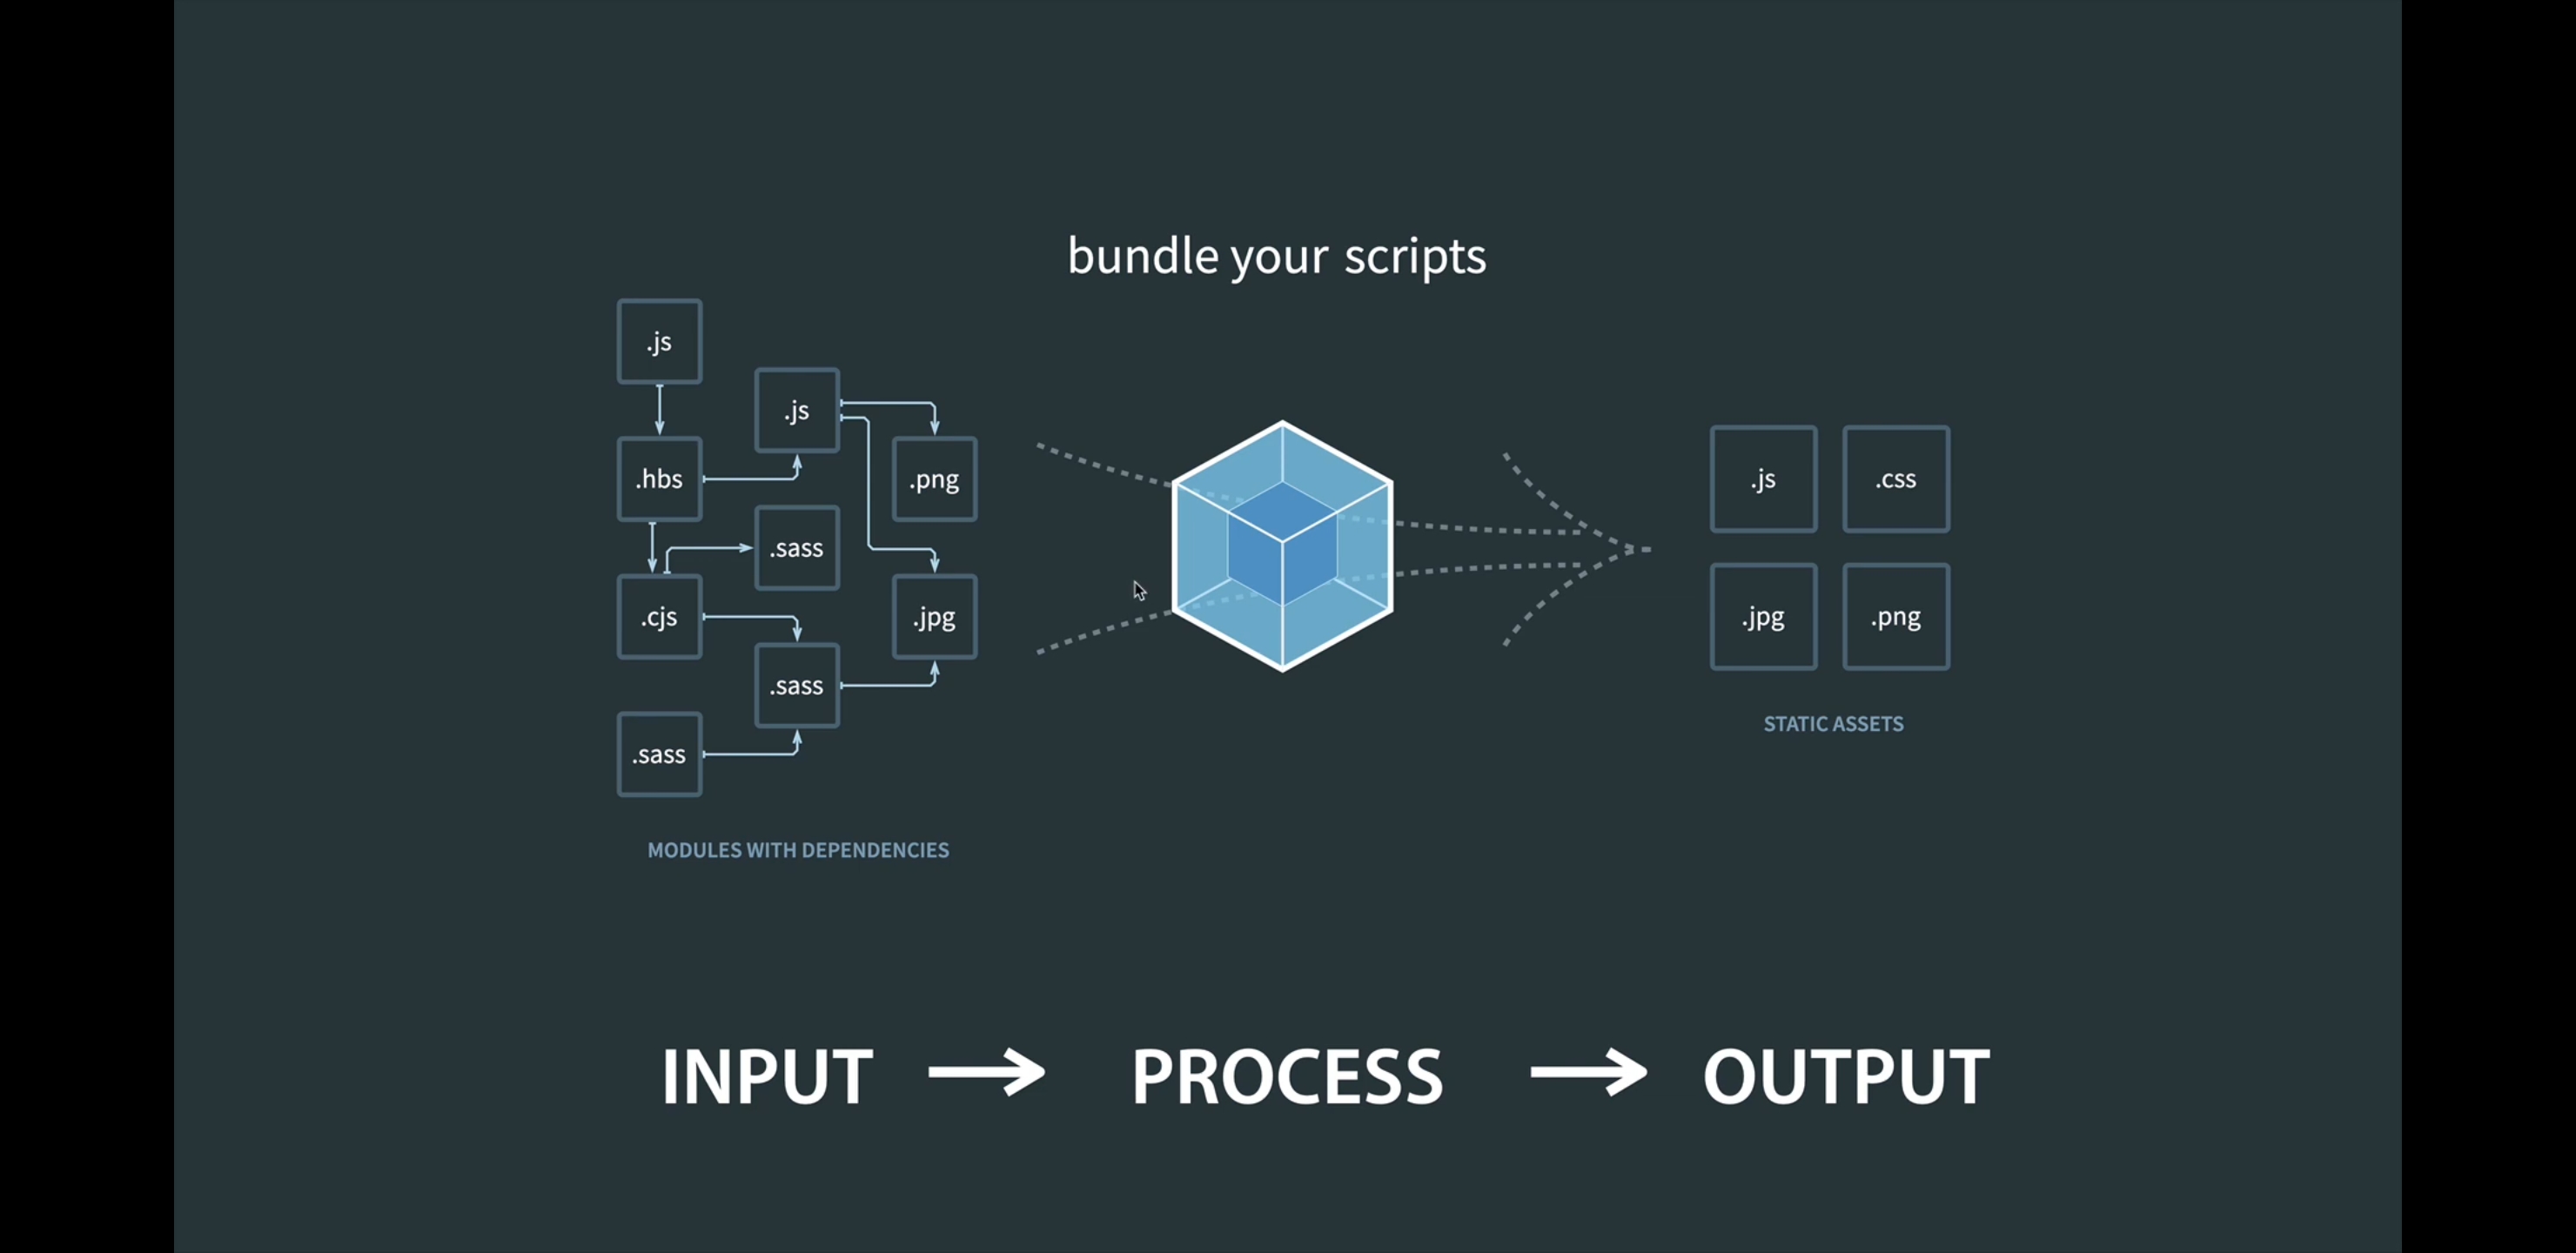 bundle your scripts
.js
.js
.hbs
.png
.sass
.cjs
.jpg
.sass
.sass
MODULES WITH DEPENDENCIES
.js
.css
.jpg
.png
STATIC ASSETS
INPUT → PROCESS → OUTPUT